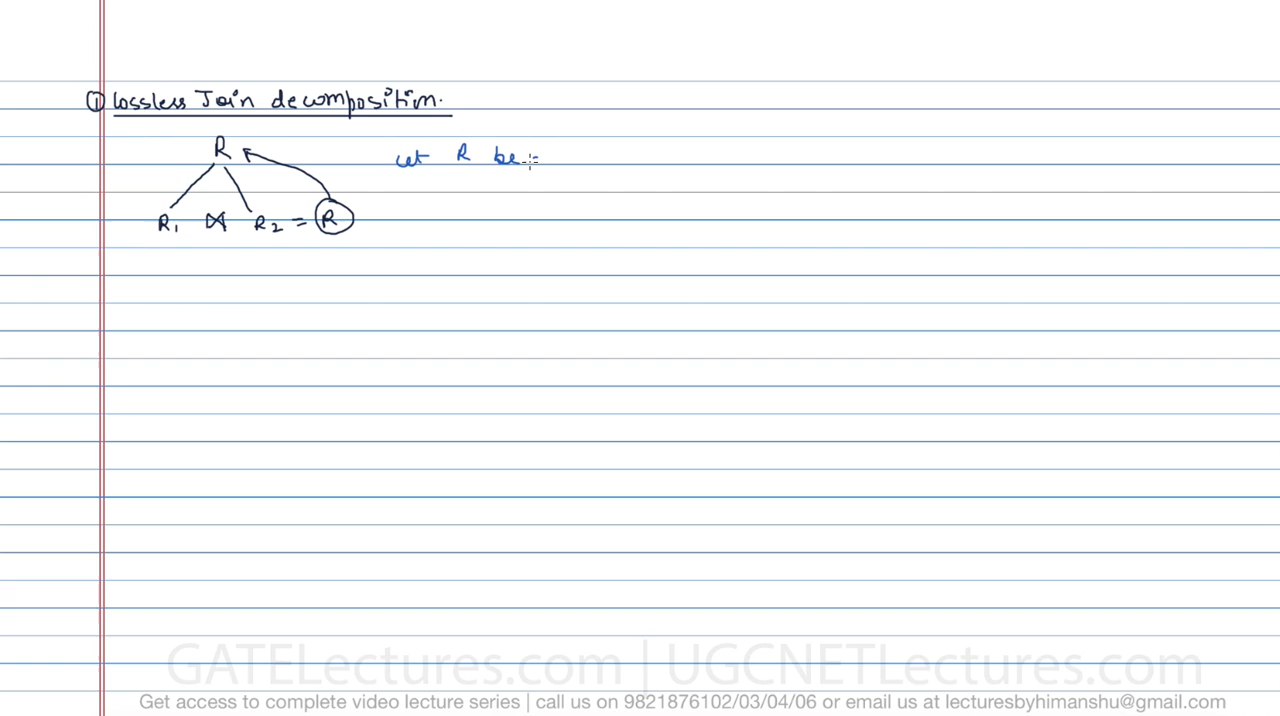 ① Lossless Join decomposition.
R
let R be
R₁ ⋈ R₂ = R
GATELectures.com | UGCNETLectures.com
Get access to complete video lecture series | call us on 9821876102/03/04/06 or email us at lecturesbyhimanshu@gmail.com